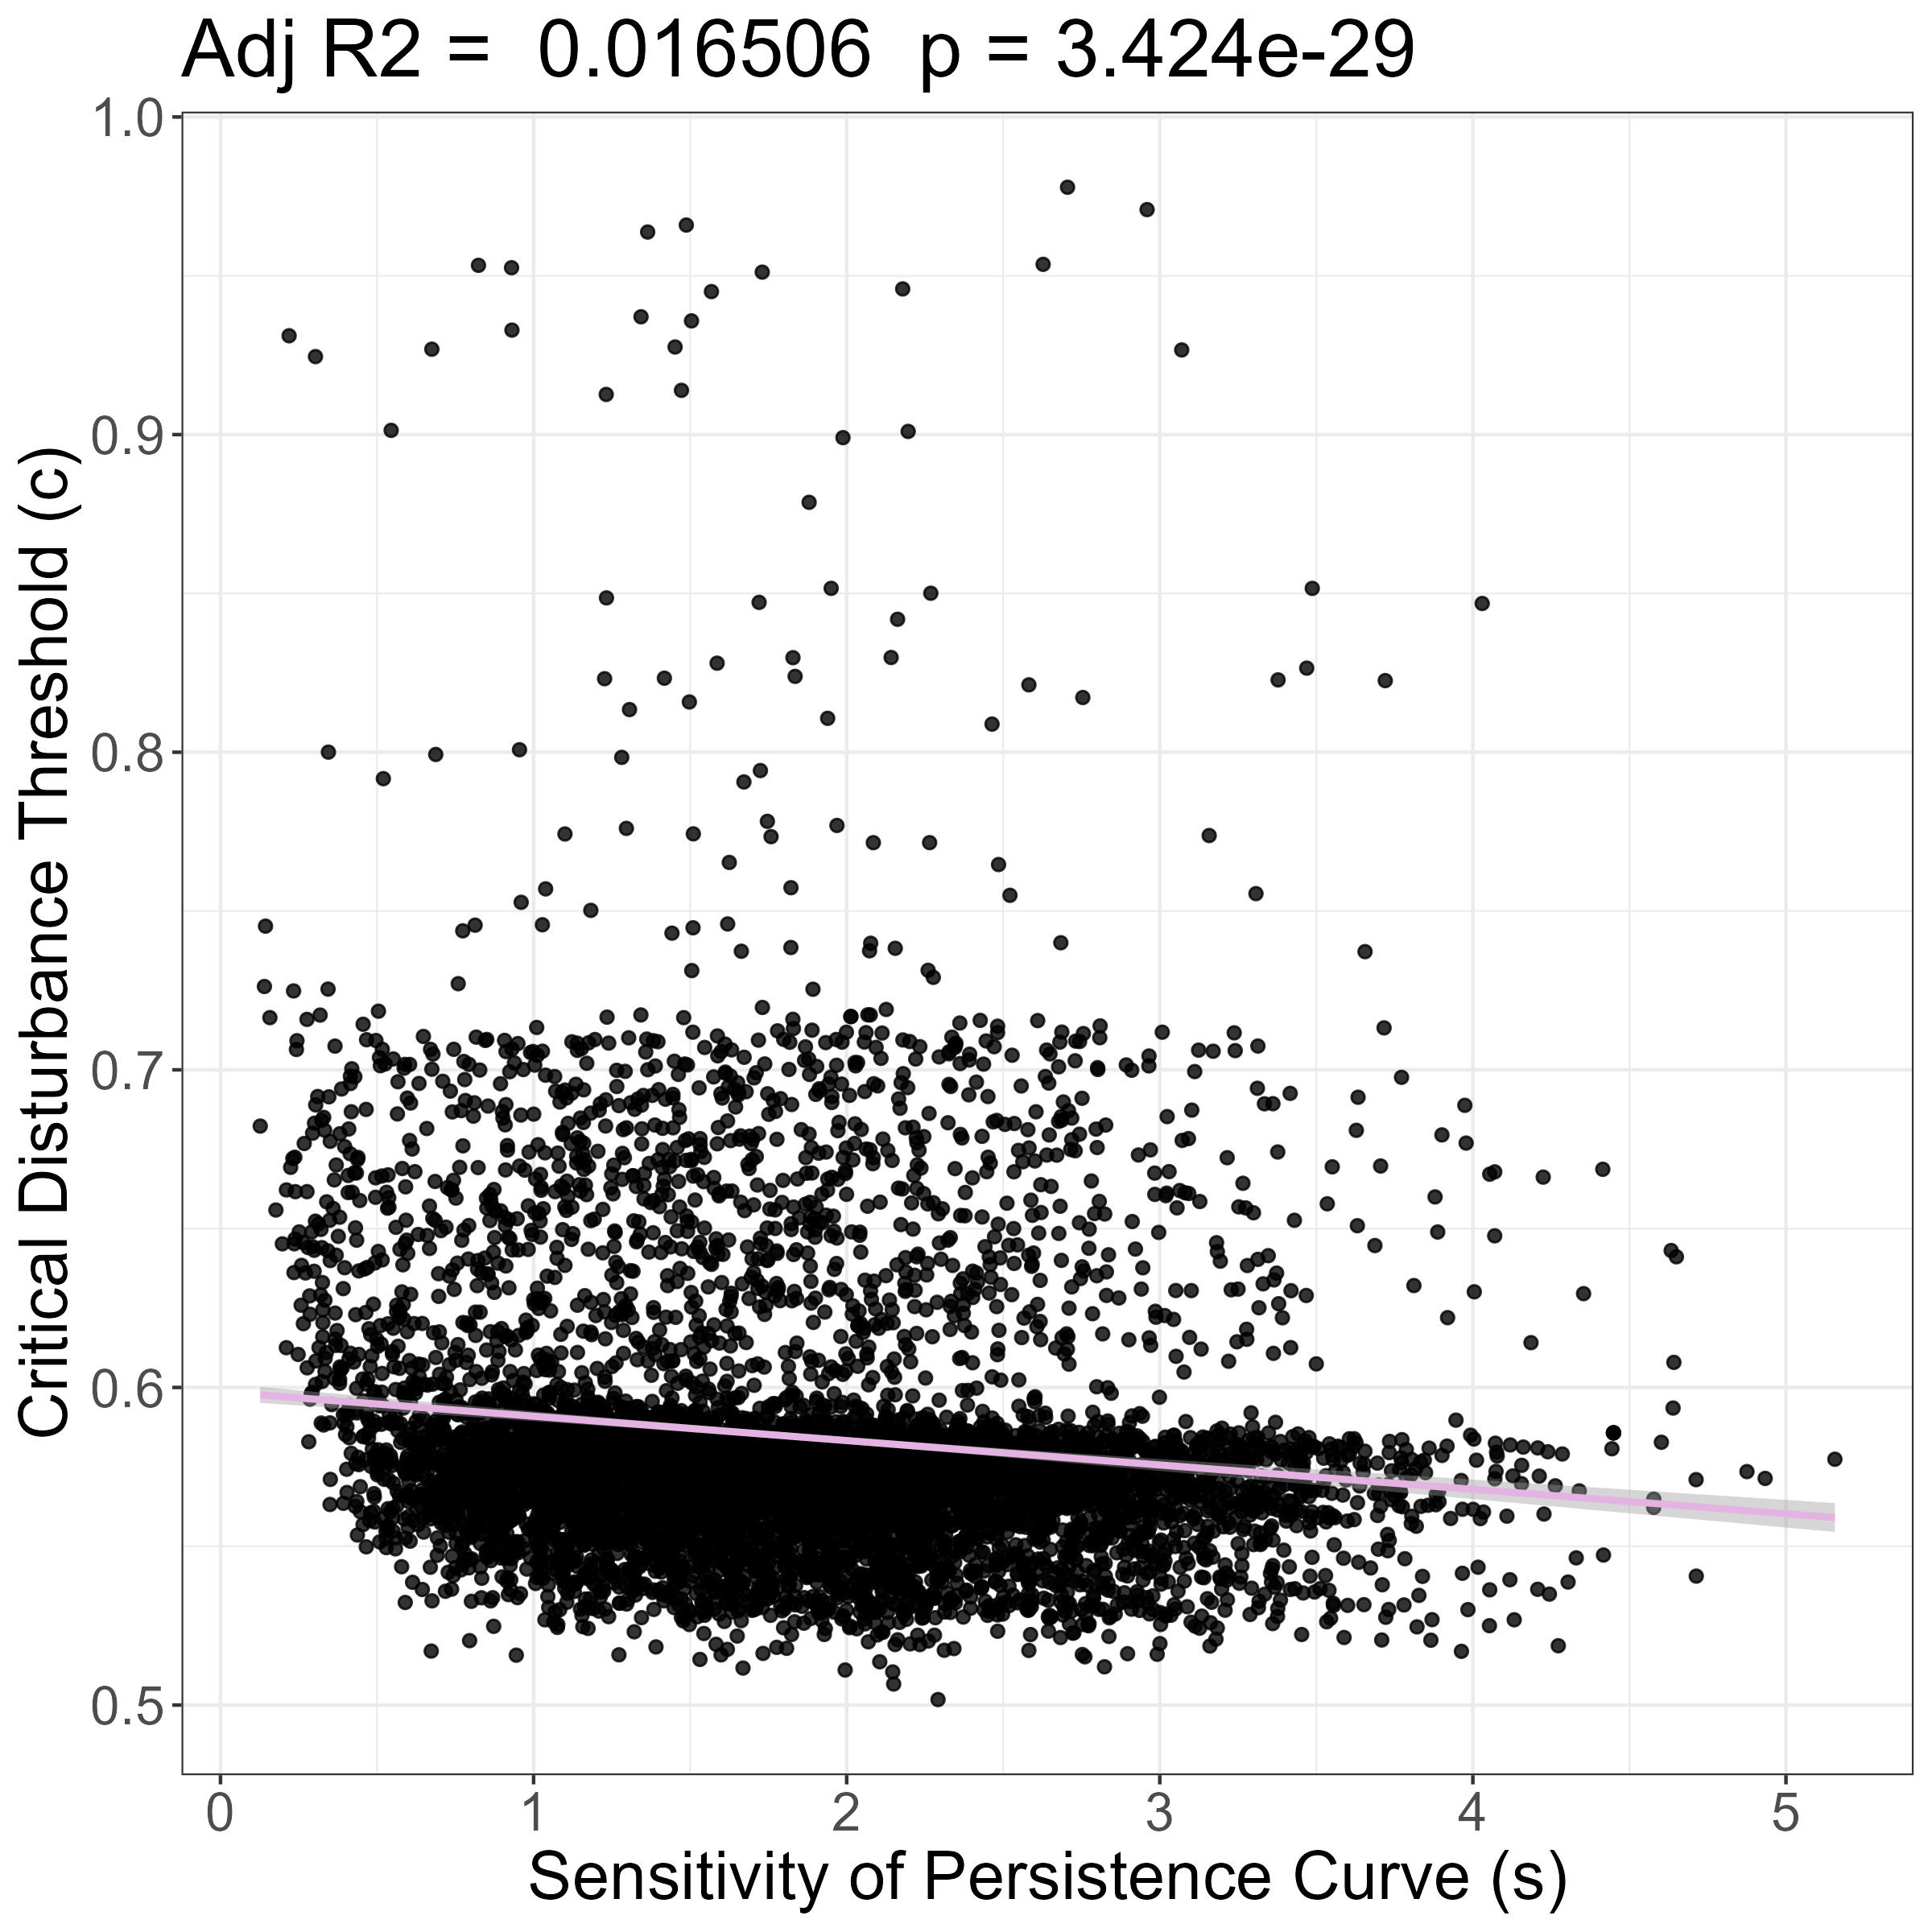 Adj R2 =  0.016506  p = 3.424e-29
1.0
0.9
0.8
0.7
0.6
0.5
Critical Disturbance Threshold (c)
0 1 2 3 4 5
Sensitivity of Persistence Curve (s)